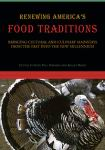 RENEWING AMERICA'S
FOOD TRADITIONS
BRINGING CULTURAL AND CULINARY MAINSTAYS
FROM THE PAST INTO THE NEW MILLENNIUM